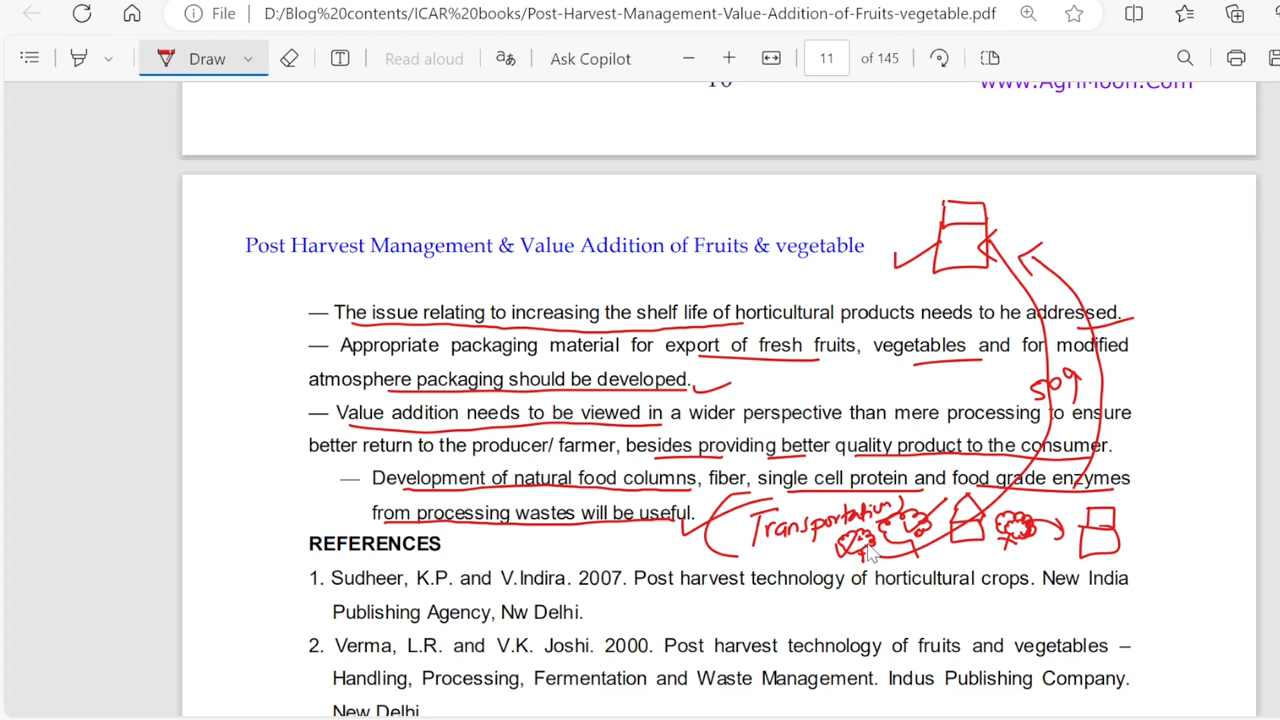 File D:/Blog%20contents/ICAR%20books/Post-Harvest-Management-Value-Addition-of-Fruits-vegetable.pdf
Draw Read aloud aあ Ask Copilot 11 of 145
10 www.AgriMoon.Com
Post Harvest Management & Value Addition of Fruits & vegetable
— The issue relating to increasing the shelf life of horticultural products needs to he addressed.
— Appropriate packaging material for export of fresh fruits, vegetables and for modified
atmosphere packaging should be developed.
— Value addition needs to be viewed in a wider perspective than mere processing to ensure
better return to the producer/ farmer, besides providing better quality product to the consumer.
— Development of natural food columns, fiber, single cell protein and food grade enzymes
from processing wastes will be useful.
Transportation
REFERENCES
1. Sudheer, K.P. and V.Indira. 2007. Post harvest technology of horticultural crops. New India
Publishing Agency, Nw Delhi.
2. Verma, L.R. and V.K. Joshi. 2000. Post harvest technology of fruits and vegetables –
Handling, Processing, Fermentation and Waste Management. Indus Publishing Company.
New Delhi